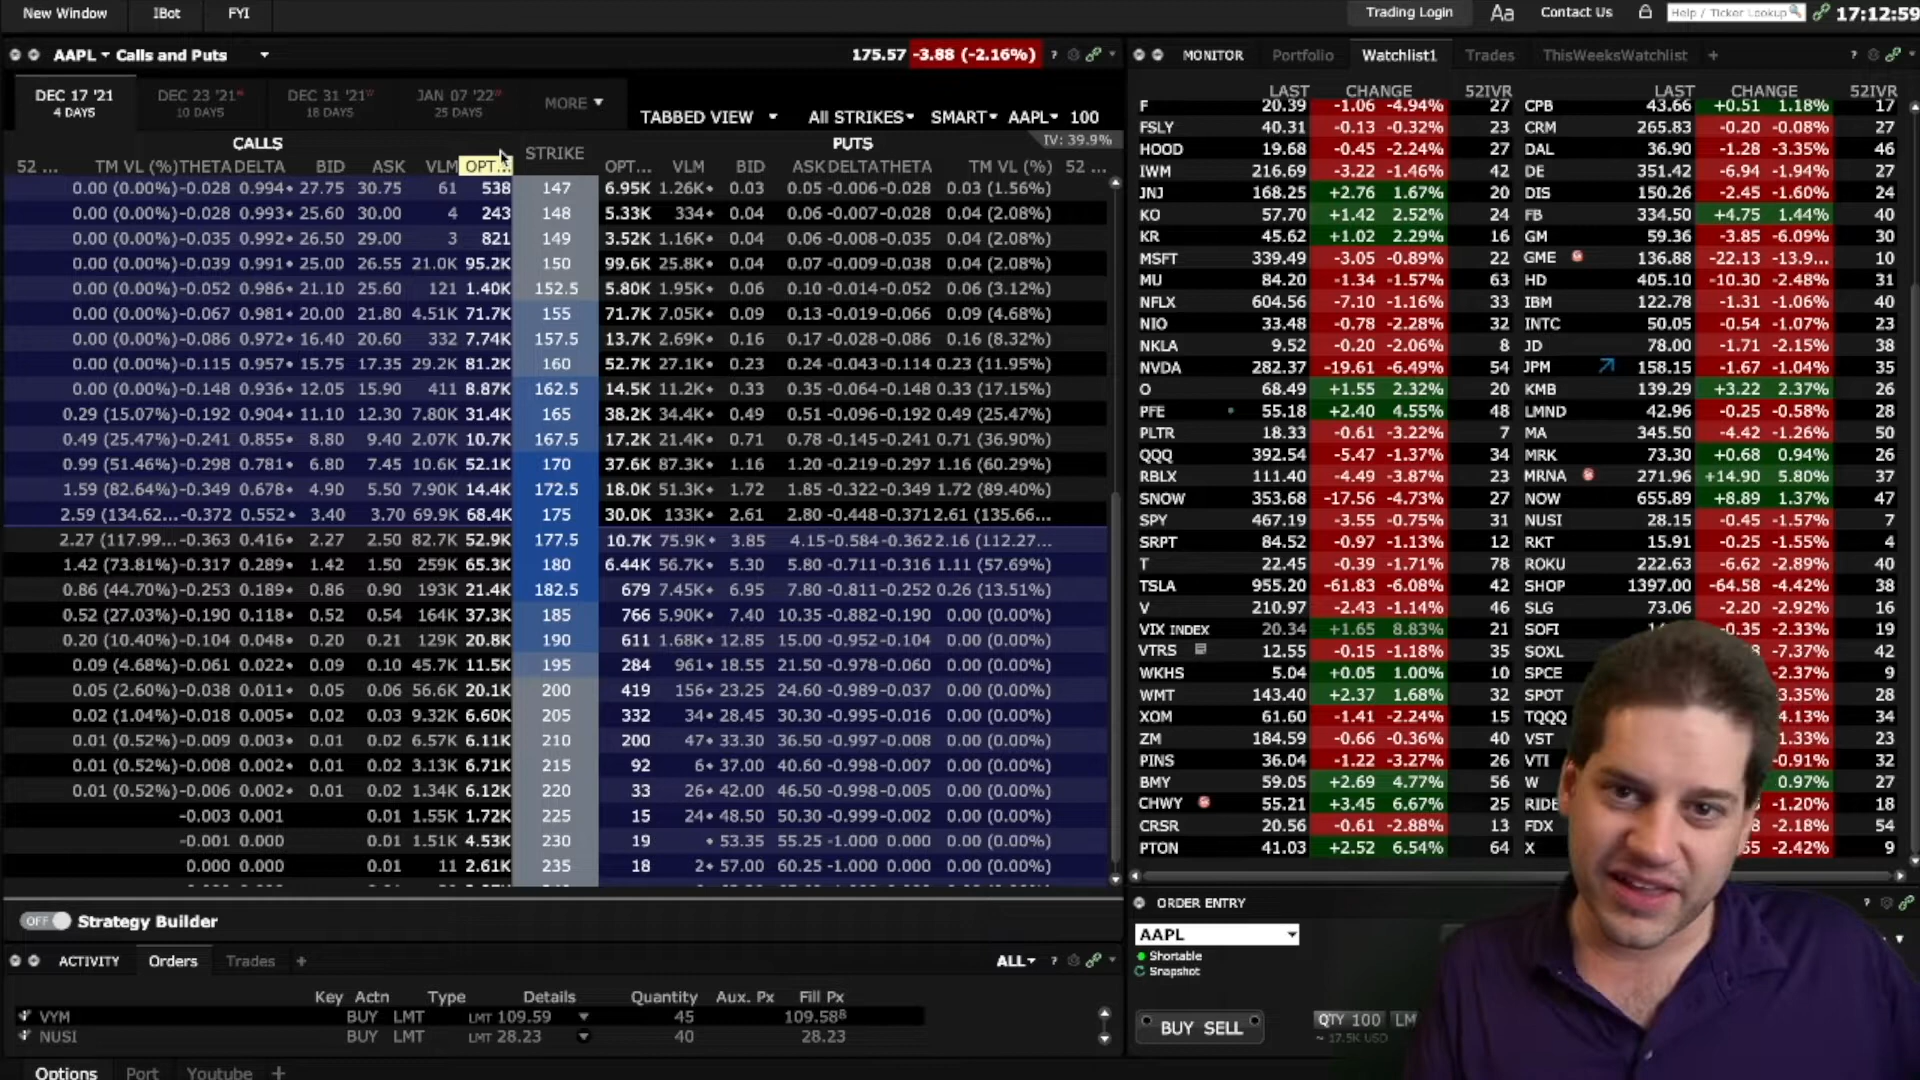 New Window IBot FYI Trading Login Aa Contact Us Help / Ticker Lookup 17:12:59
AAPL Calls and Puts 175.57 -3.88 (-2.16%) ?
DEC 17 '21 DEC 23 '21 DEC 31 '21 JAN 07 '22 MORE
4 DAYS 10 DAYS 18 DAYS 25 DAYS
TABBED VIEW All STRIKES SMART AAPL 100
CALLS STRIKE PUTS IV: 39.9%
52 ... TM VL (%) THETA DELTA BID ASK VLM OPT... OPT... VLM BID ASK DELTA THETA TM VL (%) 52 ...
0.00 (0.00%) -0.028 0.994 27.75 30.75 61 538 147 6.95K 1.26K 0.03 0.05 -0.006 -0.028 0.03 (1.56%)
0.00 (0.00%) -0.028 0.993 25.60 30.00 4 243 148 5.33K 334 0.04 0.06 -0.007 -0.028 0.04 (2.08%)
0.00 (0.00%) -0.035 0.992 26.50 29.00 3 821 149 3.52K 1.16K 0.04 0.06 -0.008 -0.035 0.04 (2.08%)
0.00 (0.00%) -0.039 0.991 25.00 26.55 21.0K 95.2K 150 99.6K 25.8K 0.04 0.07 -0.009 -0.038 0.04 (2.08%)
0.00 (0.00%) -0.052 0.986 21.10 25.60 121 1.40K 152.5 5.80K 1.95K 0.06 0.10 -0.014 -0.052 0.06 (3.12%)
0.00 (0.00%) -0.067 0.981 20.00 21.80 4.51K 71.7K 155 71.7K 7.05K 0.09 0.13 -0.019 -0.066 0.09 (4.68%)
0.00 (0.00%) -0.086 0.972 16.40 20.60 332 7.74K 157.5 13.7K 2.69K 0.16 0.17 -0.028 -0.086 0.16 (8.32%)
0.00 (0.00%) -0.115 0.957 15.75 17.35 29.2K 81.2K 160 52.7K 27.1K 0.23 0.24 -0.043 -0.114 0.23 (11.95%)
0.00 (0.00%) -0.148 0.936 12.05 15.90 411 8.87K 162.5 14.5K 11.2K 0.33 0.35 -0.064 -0.148 0.33 (17.15%)
0.29 (15.07%) -0.192 0.904 11.10 12.30 7.80K 31.4K 165 38.2K 34.4K 0.49 0.51 -0.096 -0.192 0.49 (25.47%)
0.49 (25.47%) -0.241 0.855 8.80 9.40 2.07K 10.7K 167.5 17.2K 21.4K 0.71 0.78 -0.145 -0.241 0.71 (36.90%)
0.99 (51.46%) -0.298 0.781 6.80 7.45 10.6K 52.1K 170 37.6K 87.3K 1.16 1.20 -0.219 -0.297 1.16 (60.29%)
1.59 (82.64%) -0.349 0.678 4.90 5.50 7.90K 14.4K 172.5 18.0K 51.3K 1.72 1.85 -0.322 -0.349 1.72 (89.40%)
2.59 (134.62... -0.372 0.552 3.40 3.70 69.9K 68.4K 175 30.0K 133K 2.61 2.80 -0.448 -0.371 2.61 (135.66...
2.27 (117.99... -0.363 0.416 2.27 2.50 82.7K 52.9K 177.5 10.7K 75.9K 3.85 4.15 -0.584 -0.362 2.16 (112.27...
1.42 (73.81%) -0.317 0.289 1.42 1.50 259K 65.3K 180 6.44K 56.7K 5.30 5.80 -0.711 -0.316 1.11 (57.69%)
0.86 (44.70%) -0.253 0.189 0.86 0.90 193K 21.4K 182.5 679 7.45K 6.95 7.80 -0.811 -0.252 0.26 (13.51%)
0.52 (27.03%) -0.190 0.118 0.52 0.54 164K 37.3K 185 766 5.90K 7.40 10.35 -0.882 -0.190 0.00 (0.00%)
0.20 (10.40%) -0.104 0.048 0.20 0.21 129K 20.8K 190 611 1.68K 12.85 15.00 -0.952 -0.104 0.00 (0.00%)
0.09 (4.68%) -0.061 0.022 0.09 0.10 45.7K 11.5K 195 284 961 18.55 21.50 -0.978 -0.060 0.00 (0.00%)
0.05 (2.60%) -0.038 0.011 0.05 0.06 56.6K 20.1K 200 419 156 23.25 24.60 -0.989 -0.037 0.00 (0.00%)
0.02 (1.04%) -0.018 0.005 0.02 0.03 9.32K 6.60K 205 332 34 28.45 30.30 -0.995 -0.016 0.00 (0.00%)
0.01 (0.52%) -0.009 0.003 0.01 0.02 6.57K 6.11K 210 200 47 33.30 36.50 -0.997 -0.008 0.00 (0.00%)
0.01 (0.52%) -0.008 0.002 0.01 0.02 3.13K 6.71K 215 92 6 37.00 40.60 -0.998 -0.007 0.00 (0.00%)
0.01 (0.52%) -0.006 0.002 0.01 0.02 1.34K 6.12K 220 33 26 42.00 46.50 -0.998 -0.005 0.00 (0.00%)
-0.003 0.001 0.01 1.55K 1.72K 225 15 24 48.50 50.30 -0.999 -0.002 0.00 (0.00%)
-0.001 0.000 0.01 1.51K 4.53K 230 19 53.35 55.25 -1.000 0.000 0.00 (0.00%)
0.000 0.000 0.01 11 2.61K 235 18 2 57.00 60.25 -1.000 0.000 0.00 (0.00%)
OFF Strategy Builder
ACTIVITY Orders Trades + ALL ?
Key Actn Type Details Quantity Aux. Px Fill Px
VYM BUY LMT LMT 109.59 45 109.588
NUSI BUY LMT LMT 28.23 40 28.23
Options Port Youtube +
MONITOR Portfolio Watchlist1 Trades ThisWeeksWatchlist + ?
LAST CHANGE 52IVR LAST CHANGE 52IVR
F 20.39 -1.06 -4.94% 27 CPB 43.66 +0.51 1.18% 17
FSLY 40.31 -0.13 -0.32% 23 CRM 265.83 -0.20 -0.08% 27
HOOD 19.68 -0.45 -2.24% 27 DAL 36.90 -1.28 -3.35% 46
IWM 216.69 -3.22 -1.46% 42 DE 351.42 -6.94 -1.94% 27
JNJ 168.25 +2.76 1.67% 20 DIS 150.26 -2.45 -1.60% 24
KO 57.70 +1.42 2.52% 24 FB 334.50 +4.75 1.44% 40
KR 45.62 +1.02 2.29% 16 GM 59.36 -3.85 -6.09% 30
MSFT 339.49 -3.05 -0.89% 22 GME 136.88 -22.13 -13.9... 10
MU 84.20 -1.34 -1.57% 63 HD 405.10 -10.30 -2.48% 31
NFLX 604.56 -7.10 -1.16% 33 IBM 122.78 -1.31 -1.06% 40
NIO 33.48 -0.78 -2.28% 32 INTC 50.05 -0.54 -1.07% 23
NKLA 9.52 -0.20 -2.06% 8 JD 78.00 -1.71 -2.15% 38
NVDA 282.37 -19.61 -6.49% 54 JPM 158.15 -1.67 -1.04% 35
O 68.49 +1.55 2.32% 20 KMB 139.29 +3.22 2.37% 26
PFE 55.18 +2.40 4.55% 48 LMND 42.96 -0.25 -0.58% 28
PLTR 18.33 -0.61 -3.22% 7 MA 345.50 -4.42 -1.26% 50
QQQ 392.54 -5.47 -1.37% 34 MRK 73.30 +0.68 0.94% 26
RBLX 111.40 -4.49 -3.87% 23 MRNA 271.96 +14.90 5.80% 37
SNOW 353.68 -17.56 -4.73% 27 NOW 655.89 +8.89 1.37% 47
SPY 467.19 -3.55 -0.75% 31 NUSI 28.15 -0.45 -1.57% 7
SRPT 84.52 -0.97 -1.13% 12 RKT 15.91 -0.25 -1.55% 4
T 22.45 -0.39 -1.71% 78 ROKU 222.63 -6.62 -2.89% 40
TSLA 955.20 -61.83 -6.08% 42 SHOP 1397.00 -64.58 -4.42% 38
V 210.97 -2.43 -1.14% 46 SLG 73.06 -2.20 -2.92% 16
VIX INDEX 20.34 +1.65 8.83% 21 SOFI -0.35 -2.33% 19
VTRS 12.55 -0.15 -1.18% 35 SOXL 8 -7.37% 42
WKHS 5.04 +0.05 1.00% 10 SPCE -2.37% 9
WMT 143.40 +2.37 1.68% 32 SPOT 3.35% 28
XOM 61.60 -1.41 -2.24% 15 TQQQ 4.13% 34
ZM 184.59 -0.66 -0.36% 40 VST 1.33% 23
PINS 36.04 -1.22 -3.27% 26 VTI 0.91% 32
BMY 59.05 +2.69 4.77% 56 W 0.97% 27
CHWY 55.21 +3.45 6.67% 25 RIDE -1.20% 18
CRSR 20.56 -0.61 -2.88% 13 FDX 8 -2.18% 54
PTON 41.03 +2.52 6.54% 64 X 55 -2.42% 9
ORDER ENTRY ?
AAPL
Shortable
Snapshot
BUY SELL QTY 100 LM
~ 17.5K USD